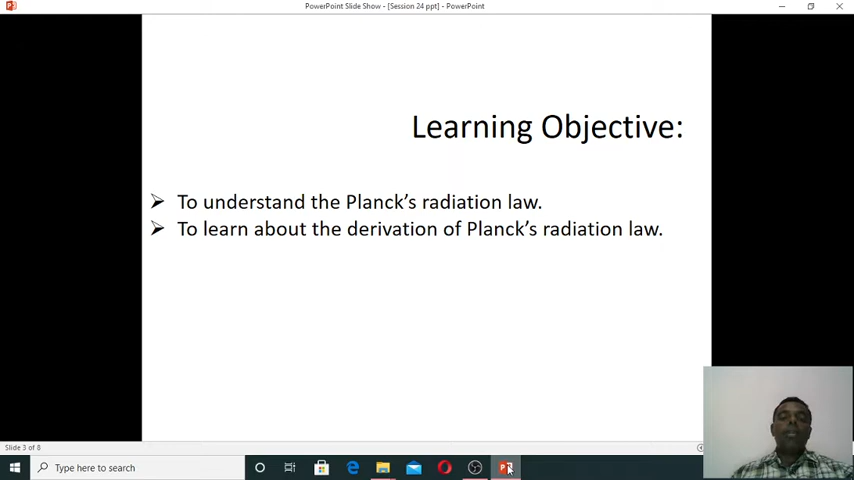 PowerPoint Slide Show - [Session 24 ppt] - PowerPoint
Learning Objective:
To understand the Planck's radiation law.
To learn about the derivation of Planck's radiation law.
Slide 3 of 8
Type here to search